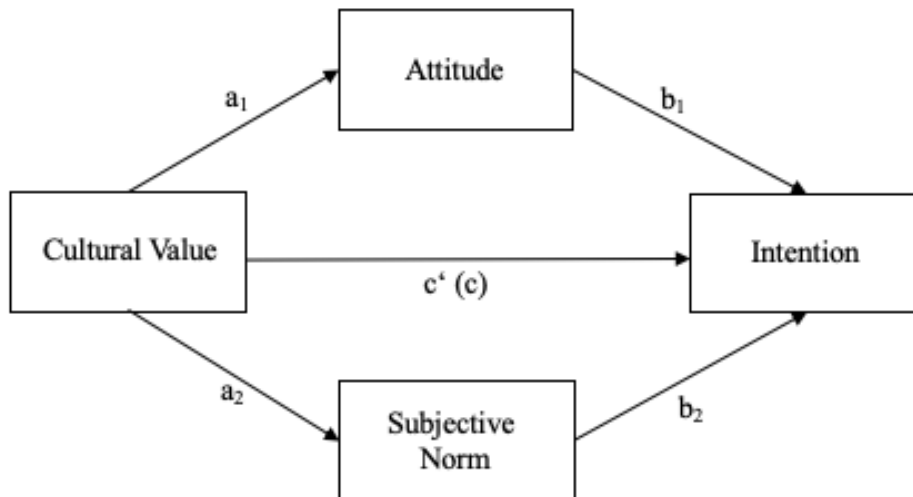 Attitude
a₁
b₁
Cultural Value
Intention
c‘ (c)
a₂
b₂
Subjective
Norm